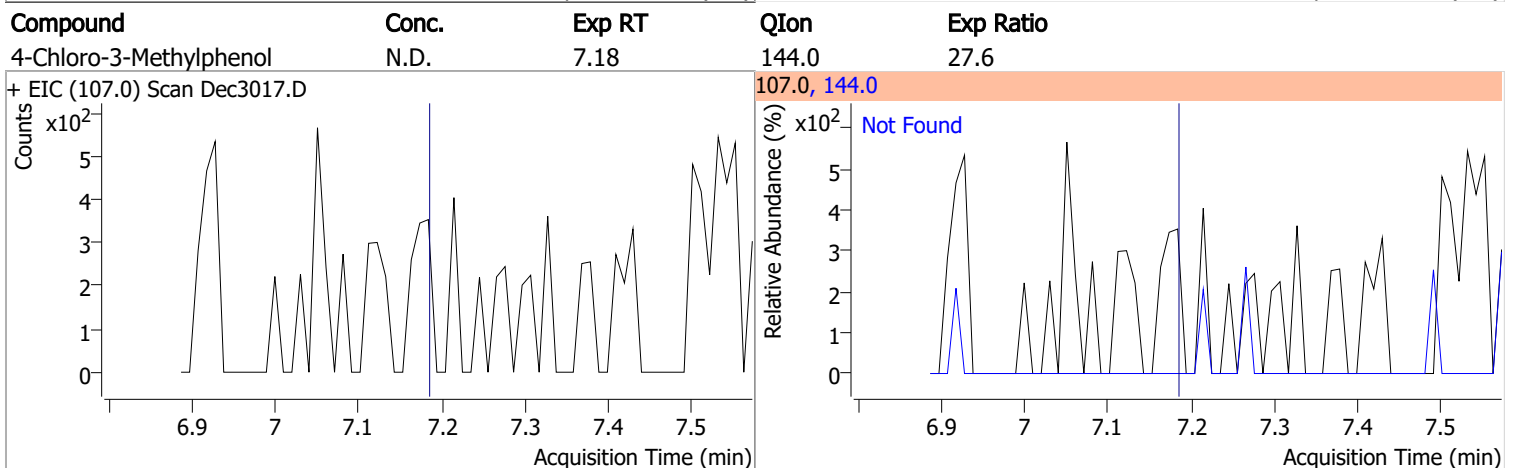 Compound Conc. Exp RT QIon Exp Ratio
4-Chloro-3-Methylphenol N.D. 7.18 144.0 27.6
+ EIC (107.0) Scan Dec3017.D
Counts
x10²
5
4
3
2
1
0
6.9 7 7.1 7.2 7.3 7.4 7.5
Acquisition Time (min)
107.0, 144.0
Relative Abundance (%)
x10²
Not Found
5
4
3
2
1
0
6.9 7 7.1 7.2 7.3 7.4 7.5
Acquisition Time (min)